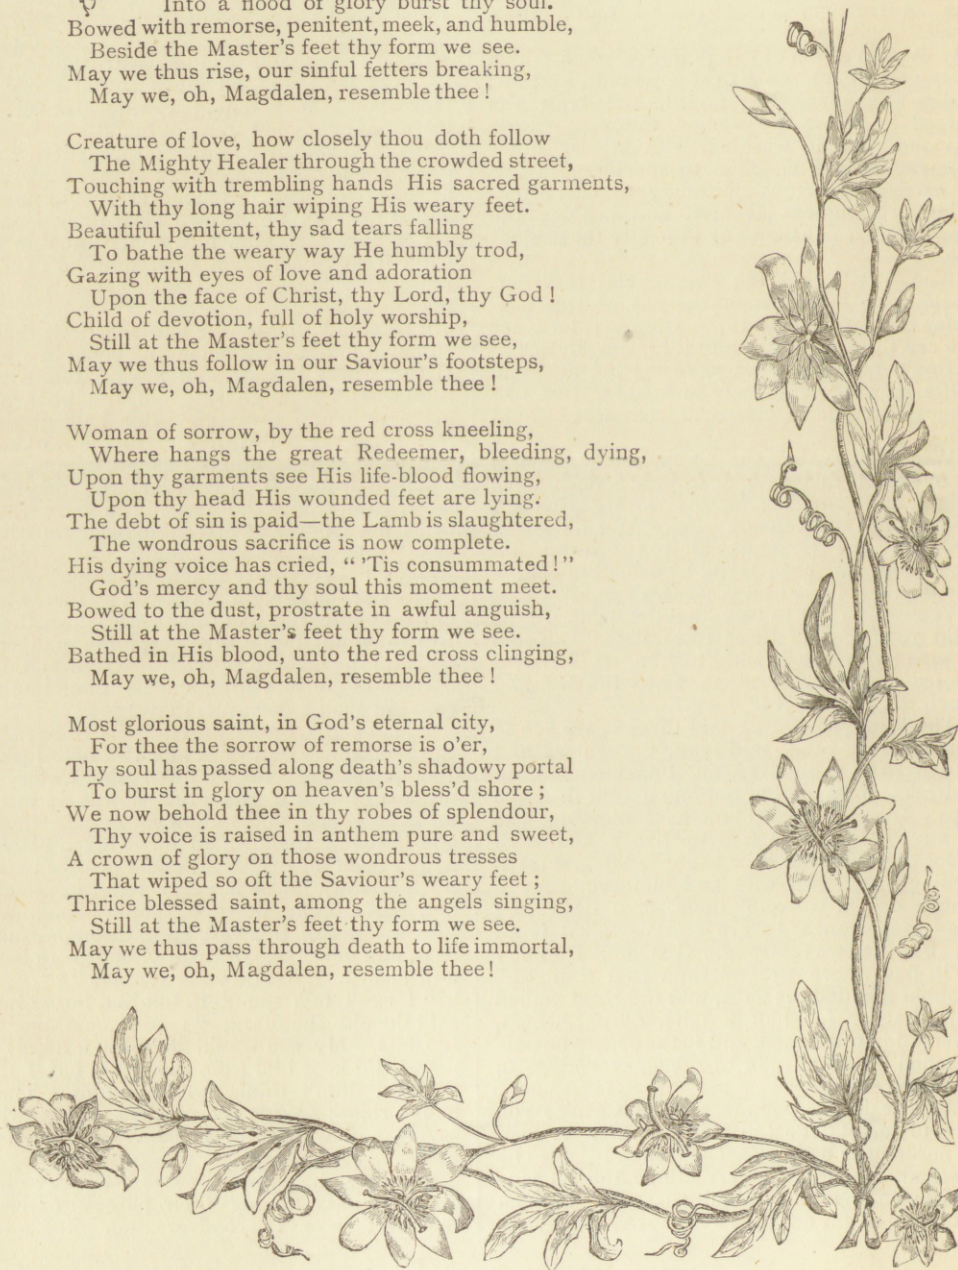 Into a flood of glory burst thy soul.
Bowed with remorse, penitent, meek, and humble,
Beside the Master's feet thy form we see.
May we thus rise, our sinful fetters breaking,
May we, oh, Magdalen, resemble thee !

Creature of love, how closely thou doth follow
The Mighty Healer through the crowded street,
Touching with trembling hands His sacred garments,
With thy long hair wiping His weary feet.
Beautiful penitent, thy sad tears falling
To bathe the weary way He humbly trod,
Gazing with eyes of love and adoration
Upon the face of Christ, thy Lord, thy God !
Child of devotion, full of holy worship,
Still at the Master's feet thy form we see,
May we thus follow in our Saviour's footsteps,
May we, oh, Magdalen, resemble thee !

Woman of sorrow, by the red cross kneeling,
Where hangs the great Redeemer, bleeding, dying,
Upon thy garments see His life-blood flowing,
Upon thy head His wounded feet are lying.
The debt of sin is paid—the Lamb is slaughtered,
The wondrous sacrifice is now complete.
His dying voice has cried, “ 'Tis consummated ! ”
God's mercy and thy soul this moment meet.
Bowed to the dust, prostrate in awful anguish,
Still at the Master's feet thy form we see.
Bathed in His blood, unto the red cross clinging,
May we, oh, Magdalen, resemble thee !

Most glorious saint, in God's eternal city,
For thee the sorrow of remorse is o'er,
Thy soul has passed along death's shadowy portal
To burst in glory on heaven's bless'd shore ;
We now behold thee in thy robes of splendour,
Thy voice is raised in anthem pure and sweet,
A crown of glory on those wondrous tresses
That wiped so oft the Saviour's weary feet ;
Thrice blessed saint, among the angels singing,
Still at the Master's feet thy form we see.
May we thus pass through death to life immortal,
May we, oh, Magdalen, resemble thee!